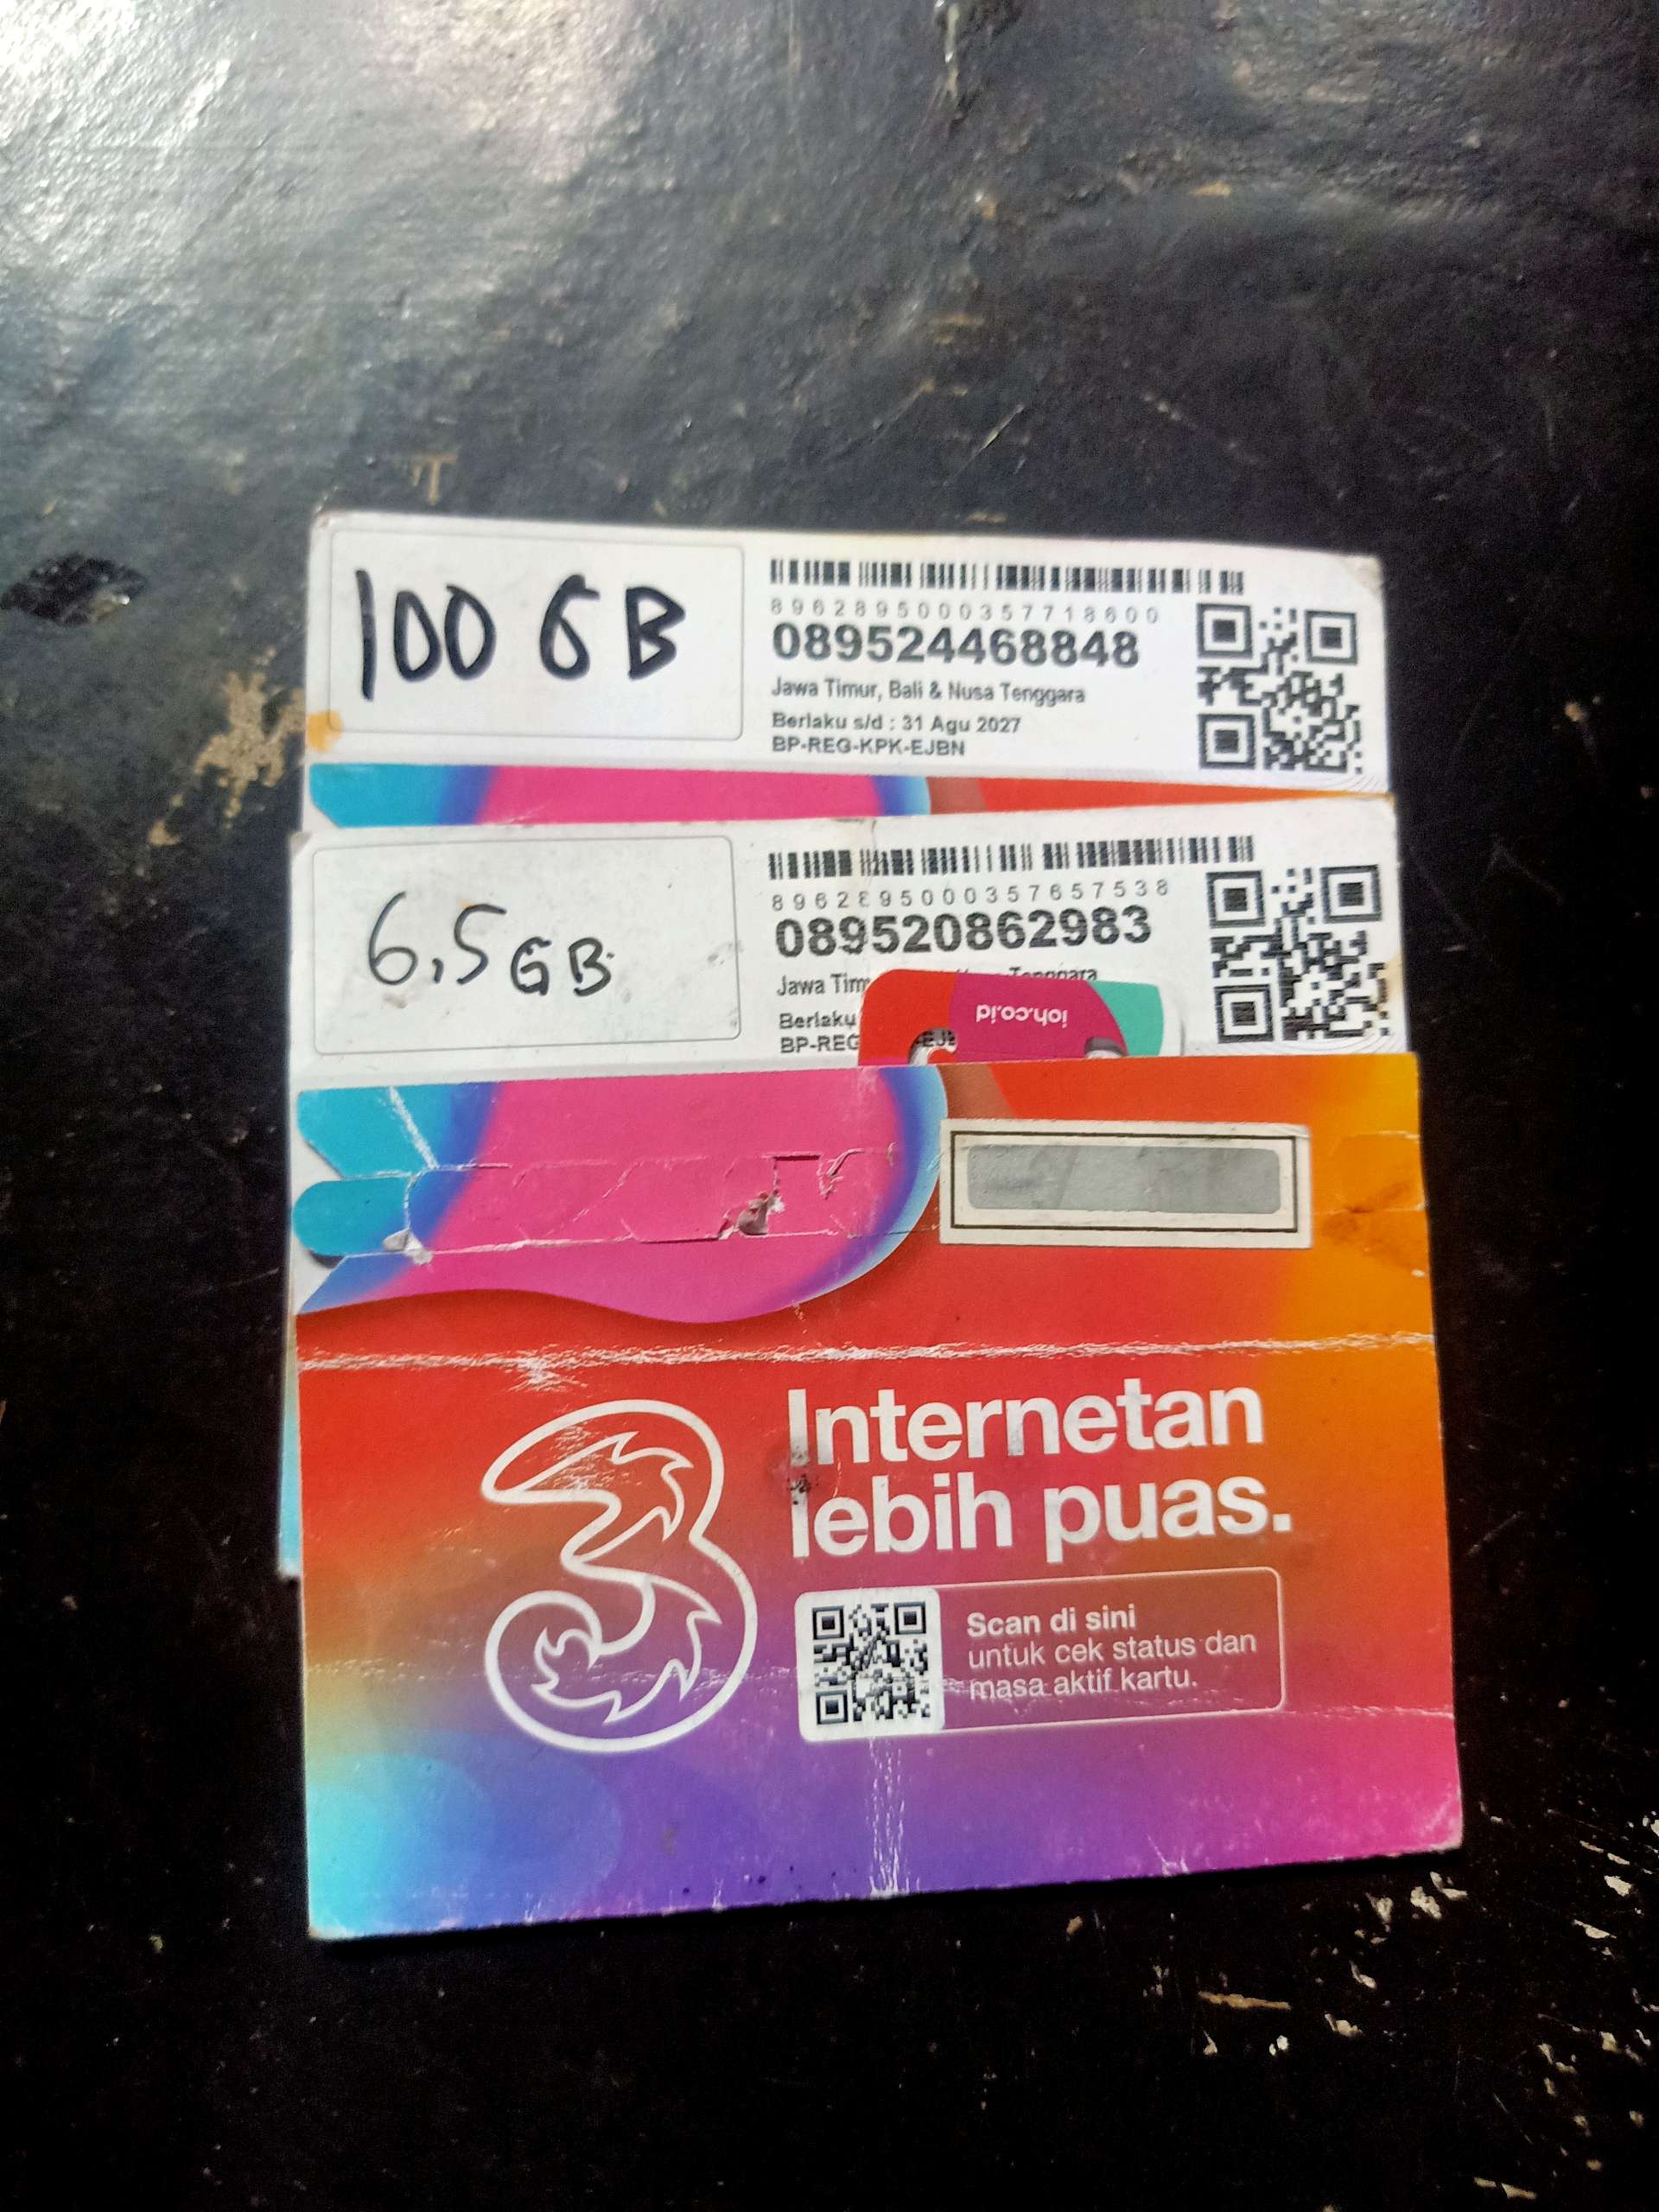 100 GB
8962895000357718600
089524468848
Jawa Timur, Bali & Nusa Tenggara
Berlaku s/d : 31 Agu 2027
BP-REG-KPK-EJBN
6,5 GB
8962895000357657538
089520862983
Jawa Tenggara
Berlaku
BP-REG
ioh.co.id
3
Internetan
lebih puas.
Scan di sini
untuk cek status dan
masa aktif kartu.